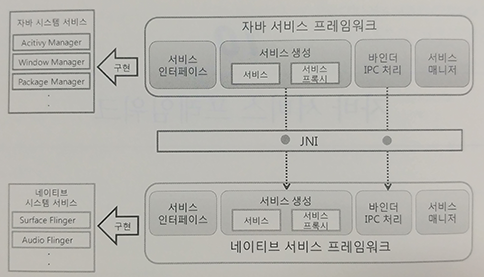 자바 시스템 서비스
Acitivy Manager
Window Manager
Package Manager
구현
자바 서비스 프레임워크
서비스
인터페이스
서비스 생성
서비스
서비스
프록시
바인더
IPC 처리
서비스
매니저
JNI
네이티브
시스템 서비스
Surface Flinger
Audio Flinger
구현
서비스
인터페이스
서비스 생성
서비스
서비스
프록시
바인더
IPC 처리
서비스
매니저
네이티브 서비스 프레임워크